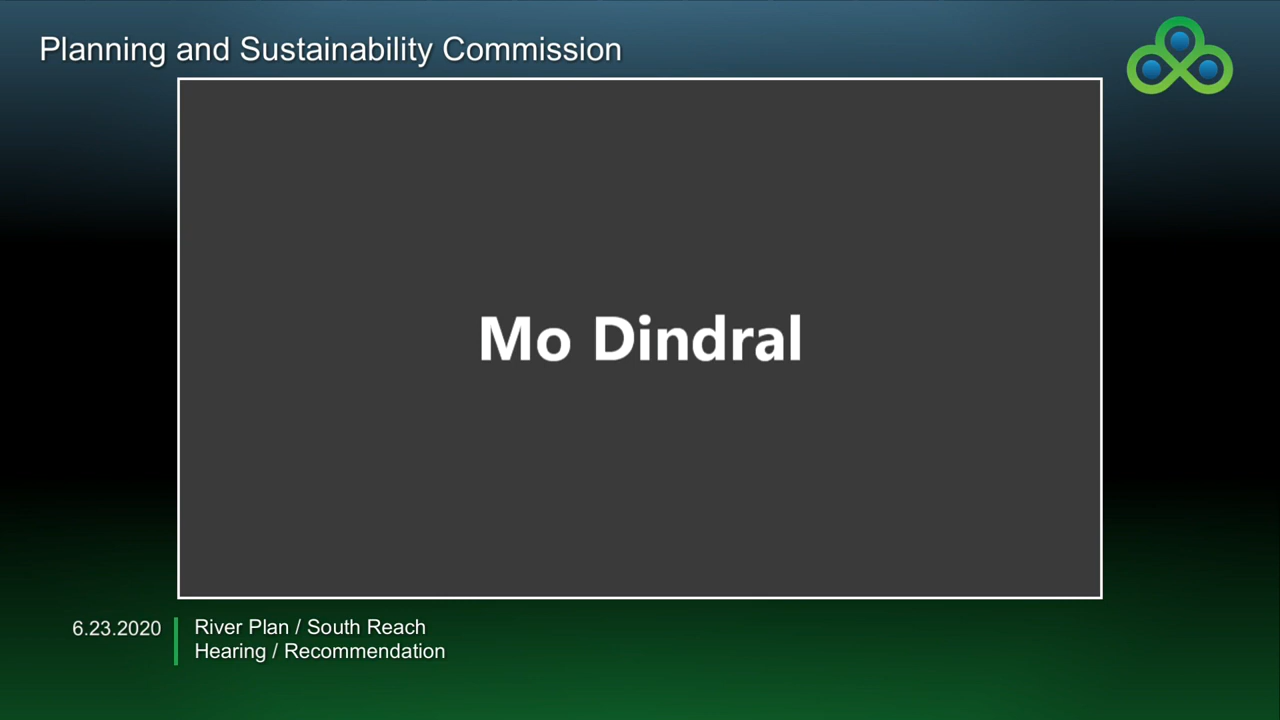 Planning and Sustainability Commission
Mo Dindral
6.23.2020
River Plan / South Reach
Hearing / Recommendation